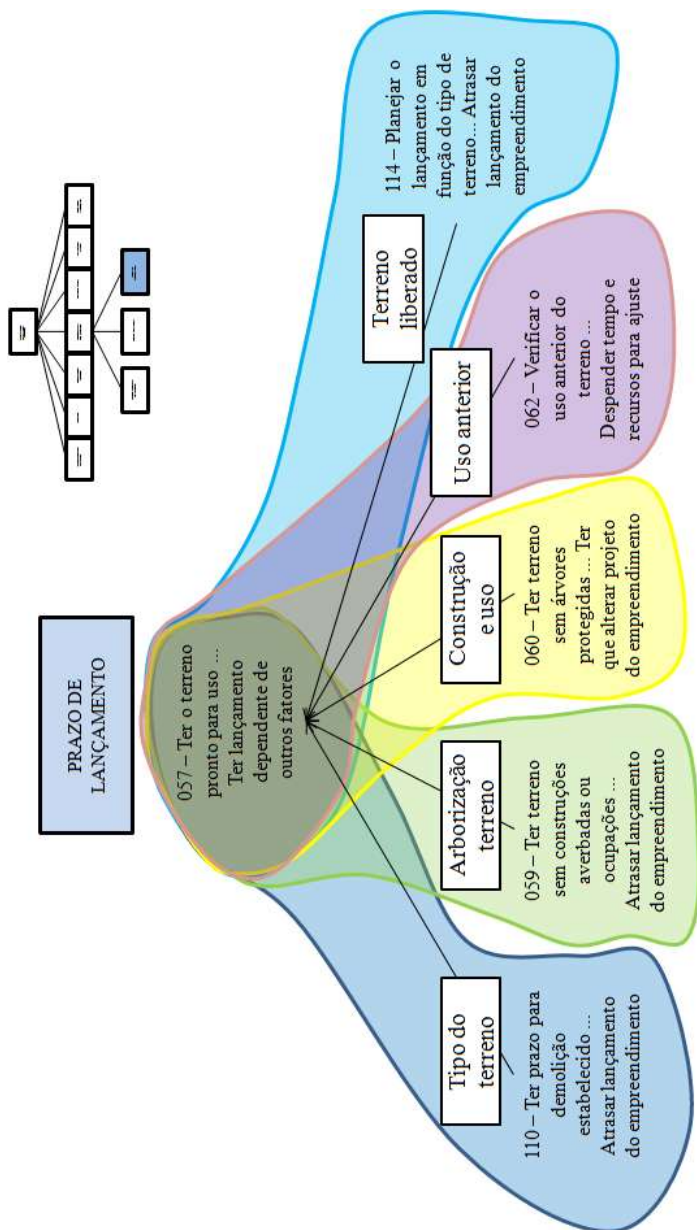 PRAZO DE
LANÇAMENTO
057 – Ter o terreno
pronto para uso ...
Ter lançamento
dependente de
outros fatores
Tipo do
terreno
Arborização
terreno
Construção
e uso
Uso anterior
Terreno
liberado
110 – Ter prazo para
demolição
estabelecido ...
Atrasar lançamento
do empreendimento
059 – Ter terreno
sem construções
averbadas ou
ocupações ...
Atrasar lançamento
do empreendimento
060 – Ter terreno
sem árvores
protegidas ... Ter
que alterar projeto
do empreendimento
062 – Verificar o
uso anterior do
terreno ...
Despender tempo e
recursos para ajuste
114 – Planejar o
lançamento em
função do tipo de
terreno... Atrasar
lançamento do
empreendimento